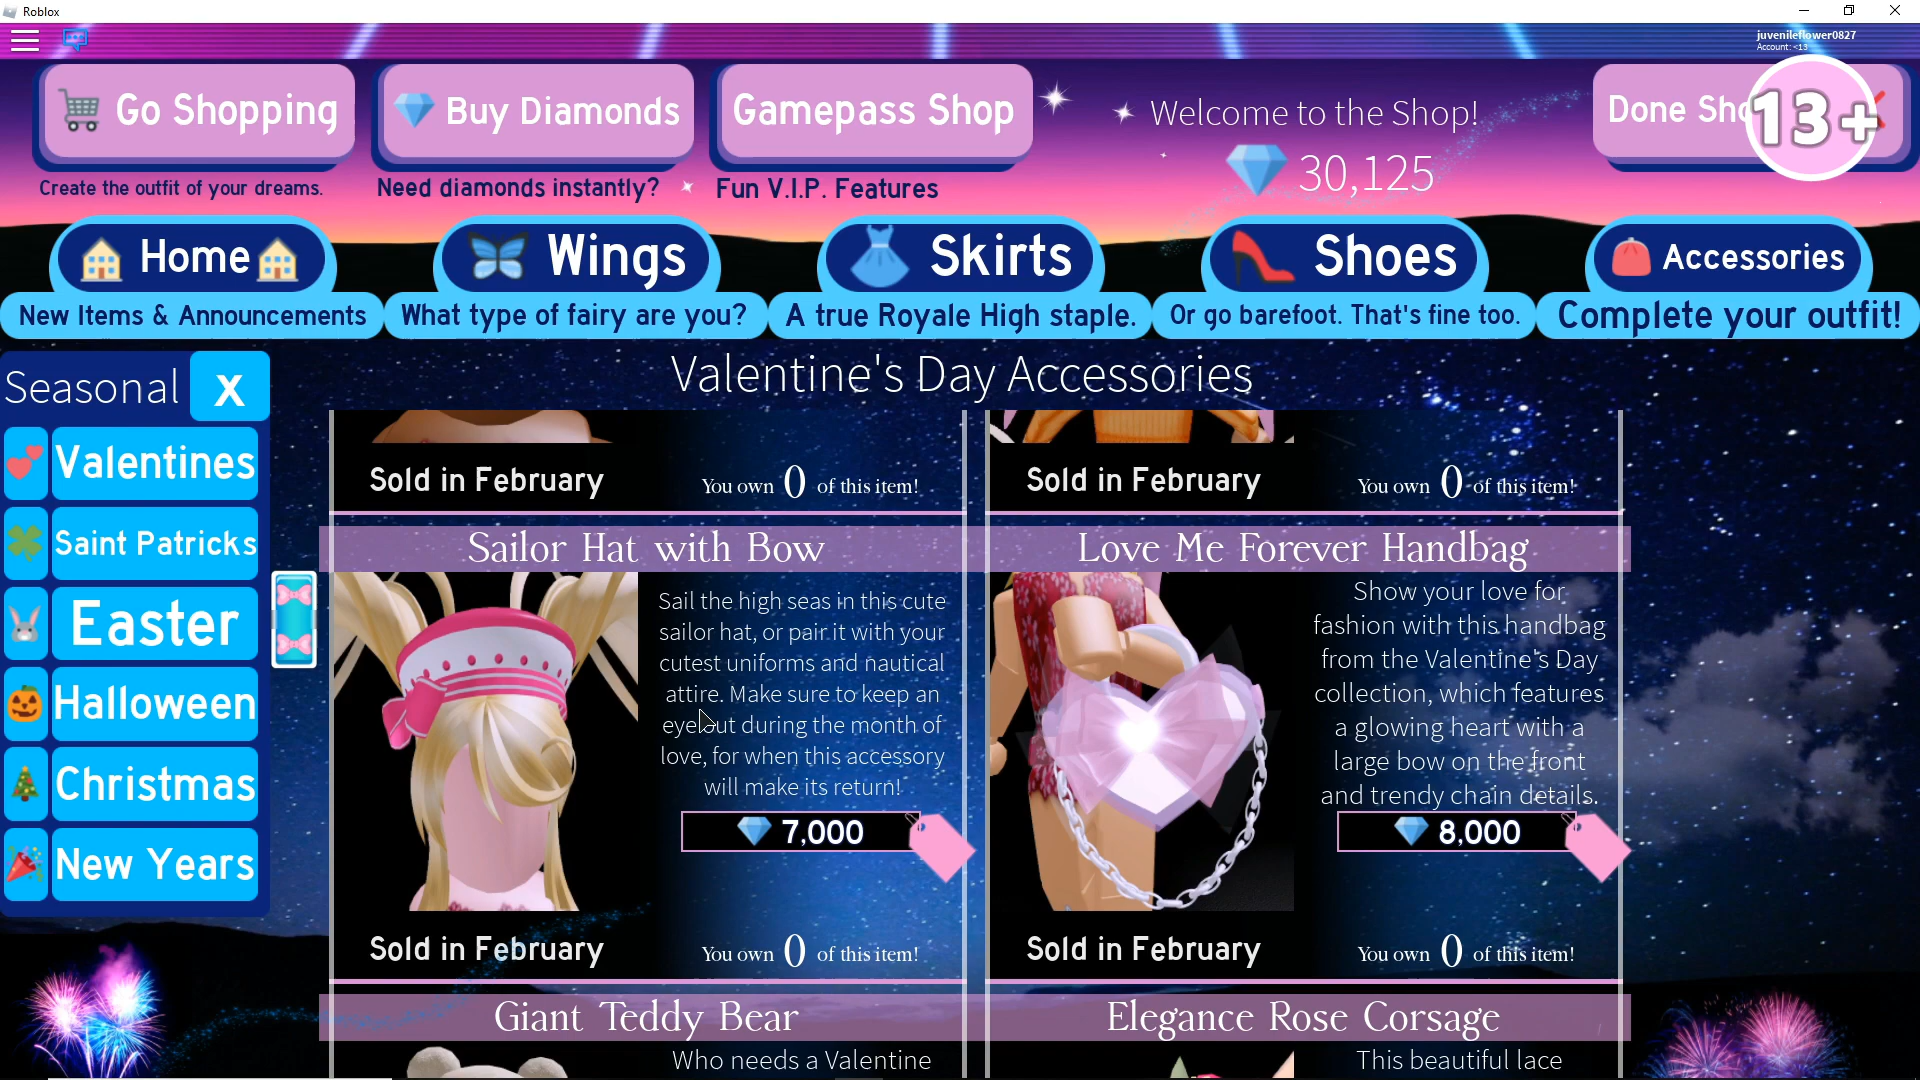 Roblox
juvenileflower0827
Account: <13
Go Shopping
Buy Diamonds
Gamepass Shop
Welcome to the Shop!
Done Sho
13+
30,125
Create the outfit of your dreams.
Need diamonds instantly?
Fun V.I.P. Features
Home
Wings
Skirts
Shoes
Accessories
New Items & Announcements
What type of fairy are you?
A true Royale High staple.
Or go barefoot. That's fine too.
Complete your outfit!
Seasonal
X
Valentines
Saint Patricks
Easter
Halloween
Christmas
New Years
Valentine's Day Accessories
Sold in February
You own 0 of this item!
Sold in February
You own 0 of this item!
Sailor Hat with Bow
Sail the high seas in this cute
sailor hat, or pair it with your
cutest uniforms and nautical
attire. Make sure to keep an
eye out during the month of
love, for when this accessory
will make its return!
7,000
Sold in February
You own 0 of this item!
Love Me Forever Handbag
Show your love for
fashion with this handbag
from the Valentine's Day
collection, which features
a glowing heart with a
large bow on the front
and trendy chain details.
8,000
Sold in February
You own 0 of this item!
Giant Teddy Bear
Who needs a Valentine
Elegance Rose Corsage
This beautiful lace